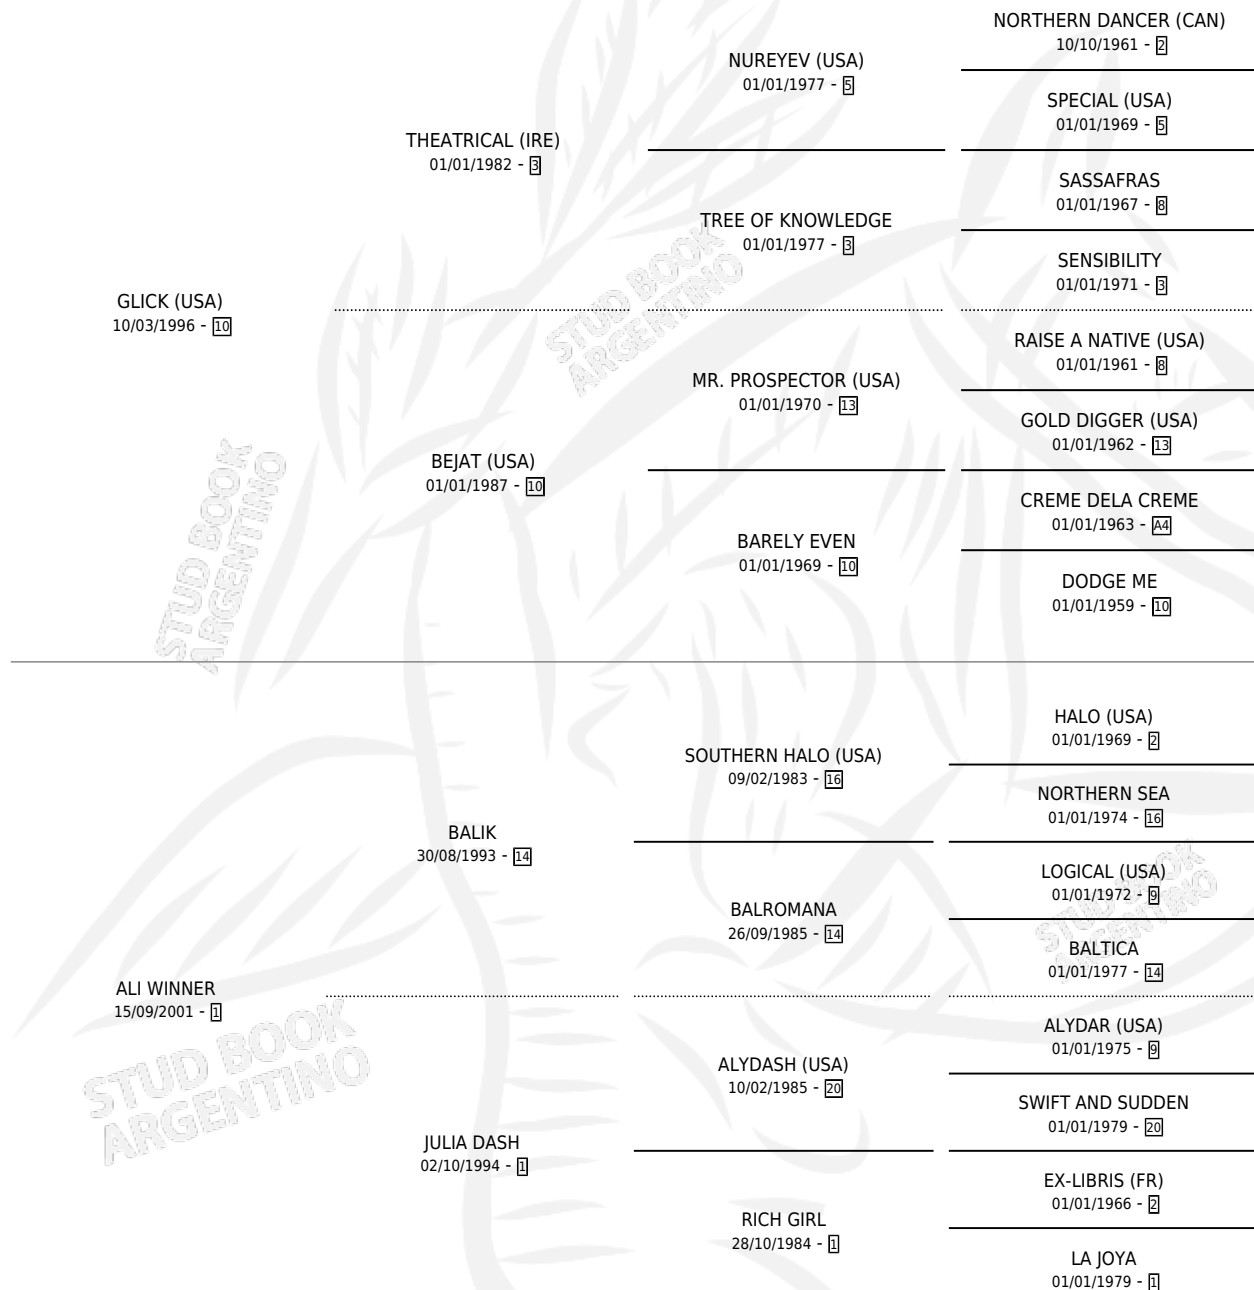 NORTHERN DANCER (CAN)
10/10/1961 - 2
NUREYEV (USA)
01/01/1977 - 5
SPECIAL (USA)
01/01/1969 - 5
THEATRICAL (IRE)
01/01/1982 - 3
SASSAFRAS
01/01/1967 - 8
TREE OF KNOWLEDGE
01/01/1977 - 3
SENSIBILITY
01/01/1971 - 3
GLICK (USA)
10/03/1996 - 10
RAISE A NATIVE (USA)
01/01/1961 - 8
MR. PROSPECTOR (USA)
01/01/1970 - 13
GOLD DIGGER (USA)
01/01/1962 - 13
BEJAT (USA)
01/01/1987 - 10
CREME DELA CREME
01/01/1963 - A4
BARELY EVEN
01/01/1969 - 10
DODGE ME
01/01/1959 - 10
HALO (USA)
01/01/1969 - 2
SOUTHERN HALO (USA)
09/02/1983 - 16
NORTHERN SEA
01/01/1974 - 16
BALIK
30/08/1993 - 14
LOGICAL (USA)
01/01/1972 - 9
BALROMANA
26/09/1985 - 14
BALTICA
01/01/1977 - 14
ALI WINNER
15/09/2001 - 1
ALYDAR (USA)
01/01/1975 - 9
ALYDASH (USA)
10/02/1985 - 20
SWIFT AND SUDDEN
01/01/1979 - 20
JULIA DASH
02/10/1994 - 1
EX-LIBRIS (FR)
01/01/1966 - 2
RICH GIRL
28/10/1984 - 1
LA JOYA
01/01/1979 - 1
STUD BOOK
ARGENTINO
STUD BOOK
ARGENTINO
STUD BOOK
ARGENTINO
STUD BOOK
ARGENTINO